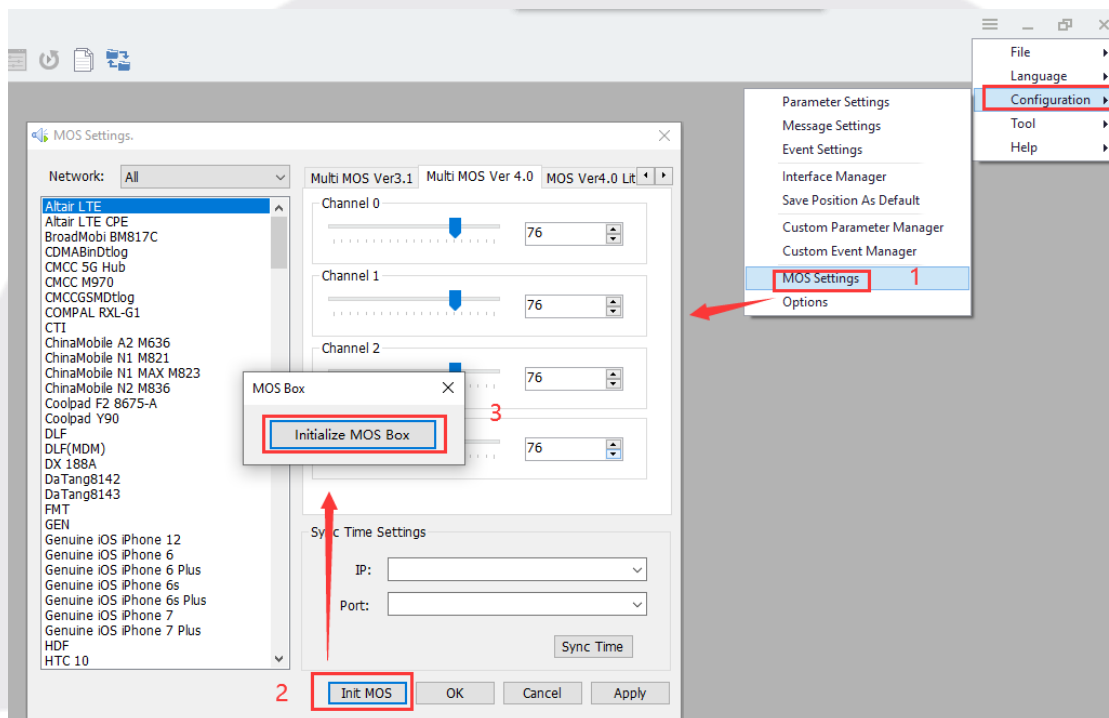 File
Language
Configuration
Tool
Help
Parameter Settings
Message Settings
Event Settings
Interface Manager
Save Position As Default
Custom Parameter Manager
Custom Event Manager
MOS Settings
1
Options
MOS Settings.
Network:
All
Altair LTE
Altair LTE CPE
BroadMobi BM817C
CDMABinDtlog
CMCC 5G Hub
CMCC M970
CMCCGSMDtlog
COMPAL RXL-G1
CTI
ChinaMobile A2 M636
ChinaMobile N1 M821
ChinaMobile N1 MAX M823
ChinaMobile N2 M836
Coolpad F2 8675-A
Coolpad Y90
DLF
DLF(MDM)
DX 188A
DaTang8142
DaTang8143
FMT
GEN
Genuine iOS iPhone 12
Genuine iOS iPhone 6
Genuine iOS iPhone 6 Plus
Genuine iOS iPhone 6s
Genuine iOS iPhone 6s Plus
Genuine iOS iPhone 7
Genuine iOS iPhone 7 Plus
HDF
HTC 10
Multi MOS Ver3.1
Multi MOS Ver 4.0
MOS Ver4.0 Lit
Channel 0
76
Channel 1
76
Channel 2
76
76
MOS Box
Initialize MOS Box
3
Sync Time Settings
IP:
Port:
Sync Time
2
Init MOS
OK
Cancel
Apply